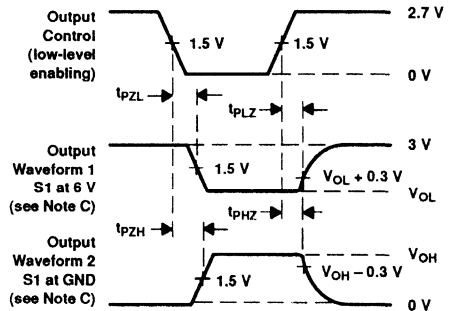 Output
Control
(low-level
enabling)
1.5 V
1.5 V
2.7 V
0 V
tPZL
tPLZ
Output
Waveform 1
S1 at 6 V
(see Note C)
1.5 V
3 V
VOL + 0.3 V
VOL
tPZH
tPHZ
Output
Waveform 2
S1 at GND
(see Note C)
1.5 V
VOH
VOH – 0.3 V
0 V